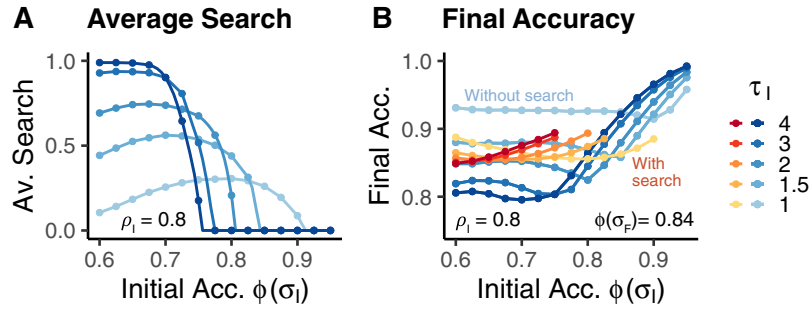 A Average Search
Av. Search
1.0
0.5
0.0
ρI = 0.8
0.6 0.7 0.8 0.9
Initial Acc. ϕ(σI)
B Final Accuracy
Final Acc.
1.0
0.9
0.8
Without search
With
search
ρI = 0.8
ϕ(σF)= 0.84
0.6 0.7 0.8 0.9
Initial Acc. ϕ(σI)
τI
4
3
2
1.5
1